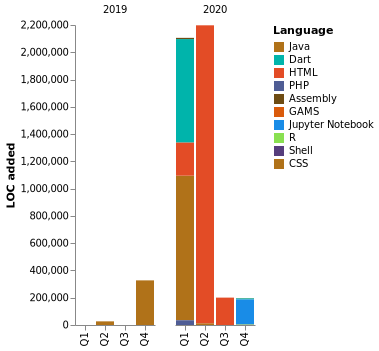 2019
2020
2,200,000
2,000,000
1,800,000
1,600,000
1,400,000
1,200,000
1,000,000
800,000
600,000
400,000
200,000
0
LOC added
Q1
Q2
Q3
Q4
Q1
Q2
Q3
Q4
Language
Java
Dart
HTML
PHP
Assembly
GAMS
Jupyter Notebook
R
Shell
CSS